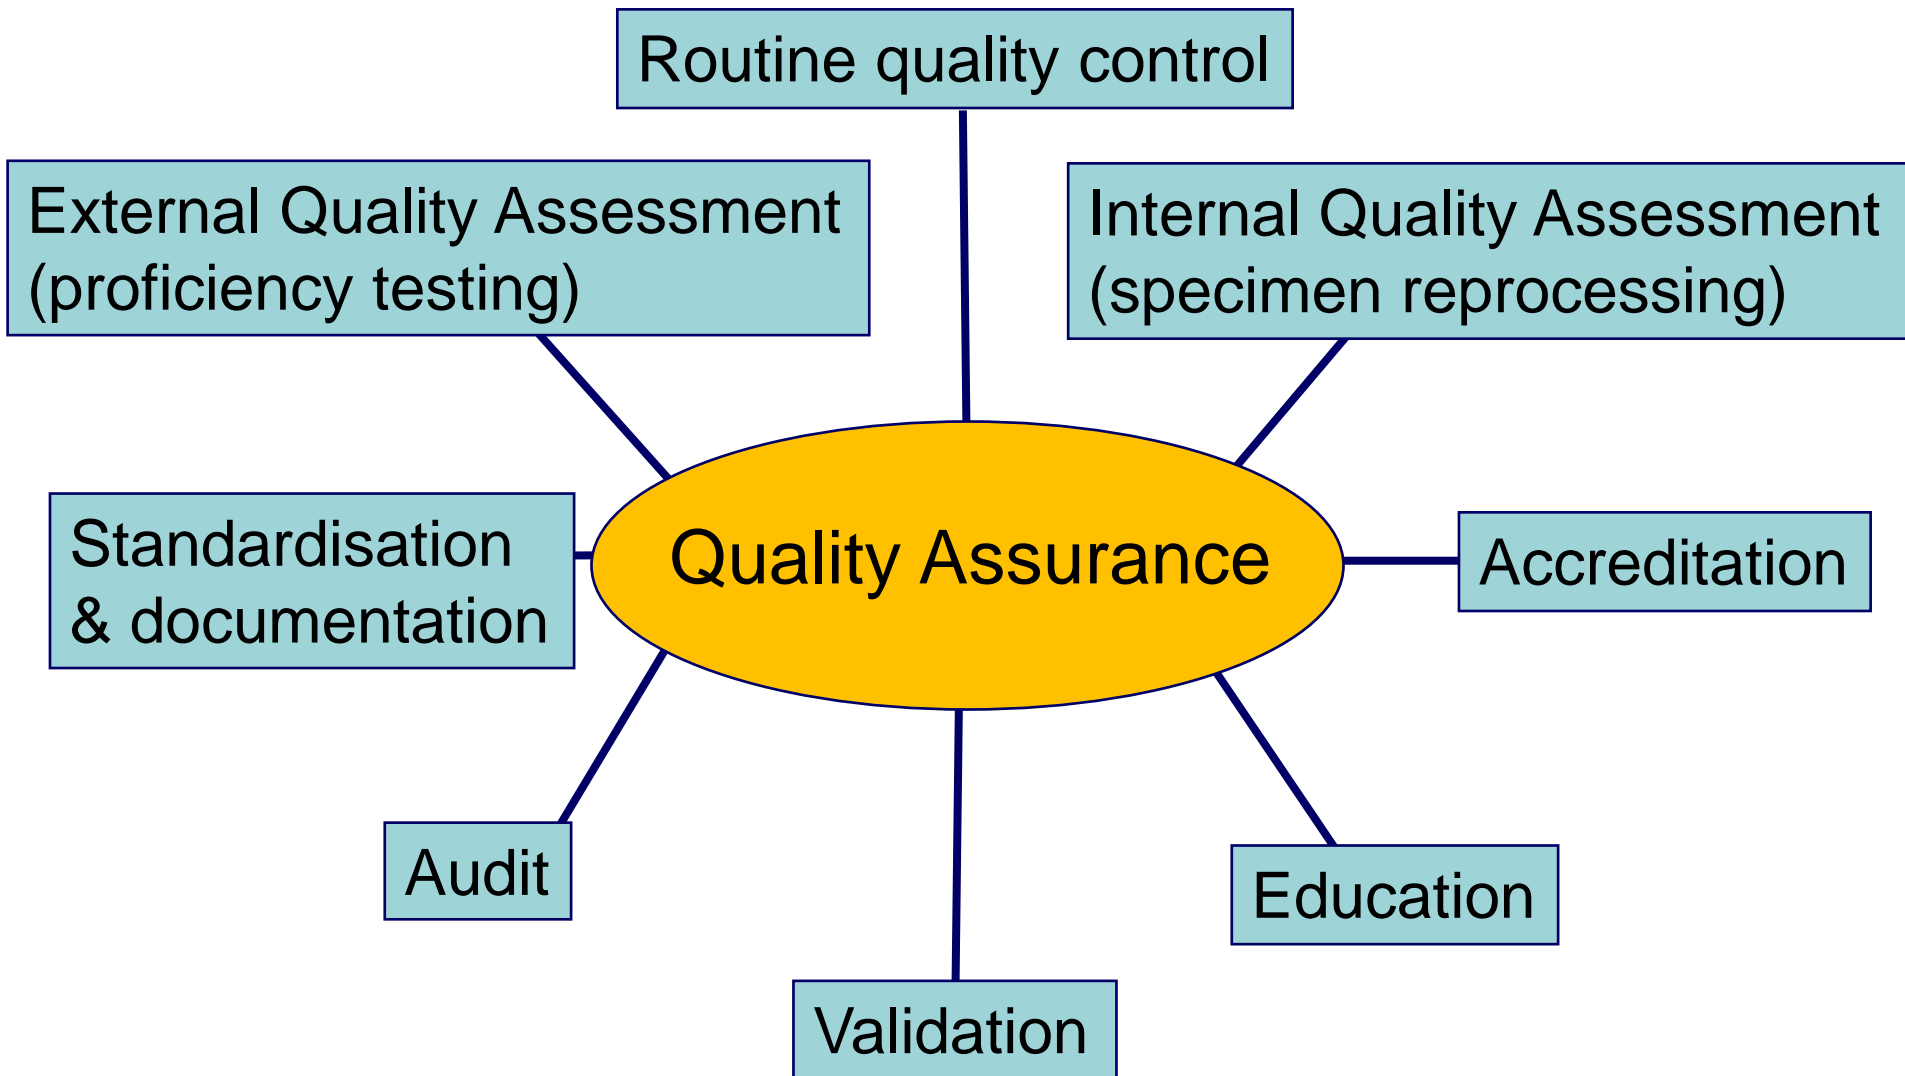 Routine quality control
External Quality Assessment
(proficiency testing)
Internal Quality Assessment
(specimen reprocessing)
Standardisation
& documentation
Quality Assurance
Accreditation
Audit
Education
Validation